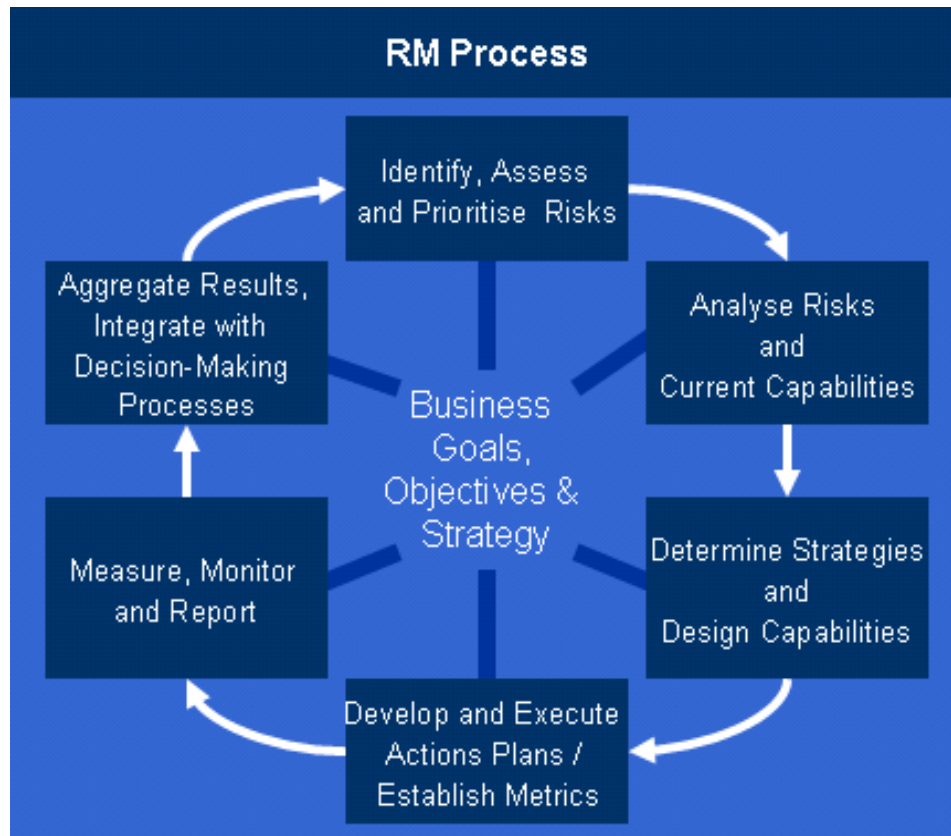 RM Process
Identify, Assess
and Prioritise Risks
Aggregate Results,
Integrate with
Decision-Making
Processes
Analyse Risks
and
Current Capabilities
Business
Goals,
Objectives &
Strategy
Measure, Monitor
and Report
Determine Strategies
and
Design Capabilities
Develop and Execute
Actions Plans /
Establish Metrics